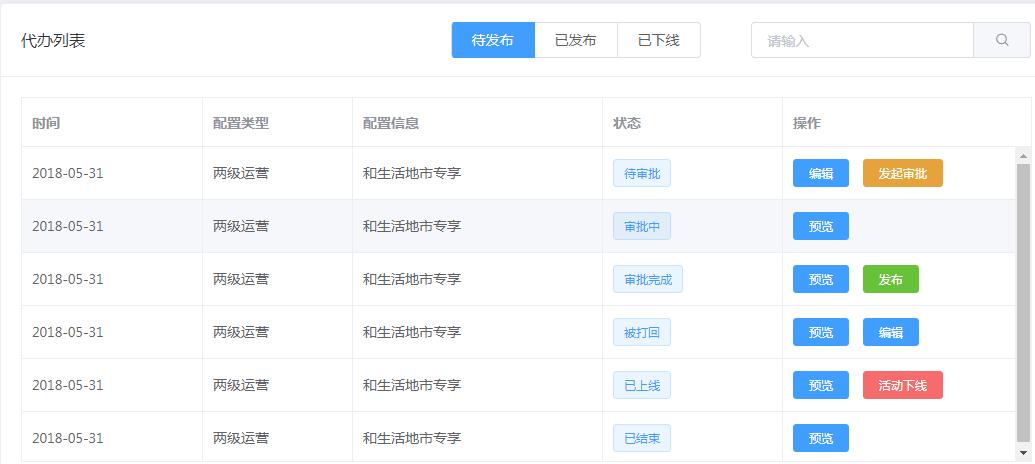 代办列表 待发布 已发布 已下线 请输入
时间 配置类型 配置信息 状态 操作
2018-05-31 两级运营 和生活地市专享 待审批 编辑 发起审批
2018-05-31 两级运营 和生活地市专享 审批中 预览
2018-05-31 两级运营 和生活地市专享 审批完成 预览 发布
2018-05-31 两级运营 和生活地市专享 被打回 预览 编辑
2018-05-31 两级运营 和生活地市专享 已上线 预览 活动下线
2018-05-31 两级运营 和生活地市专享 已结束 预览